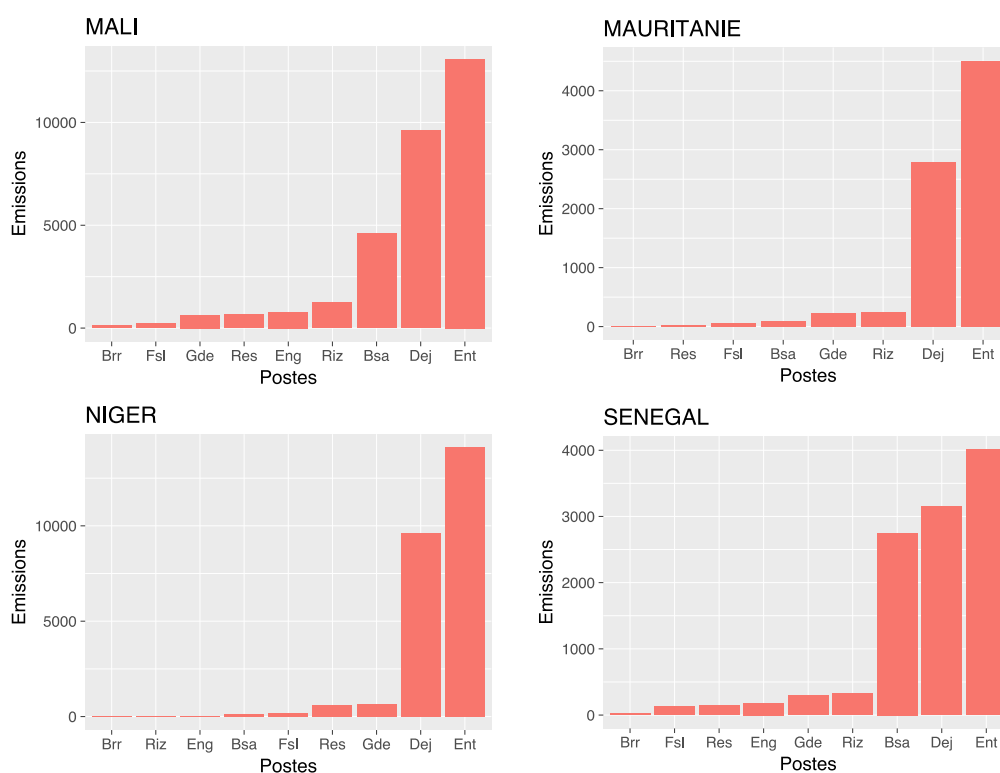 MALI
Emissions
10000
5000
0
Brr Fsl Gde Res Eng Riz Bsa Dej Ent
Postes
MAURITANIE
Emissions
4000
3000
2000
1000
0
Brr Res Fsl Bsa Gde Riz Dej Ent
Postes
NIGER
Emissions
10000
5000
0
Brr Riz Eng Bsa Fsl Res Gde Dej Ent
Postes
SENEGAL
Emissions
4000
3000
2000
1000
0
Brr Fsl Res Eng Gde Riz Bsa Dej Ent
Postes